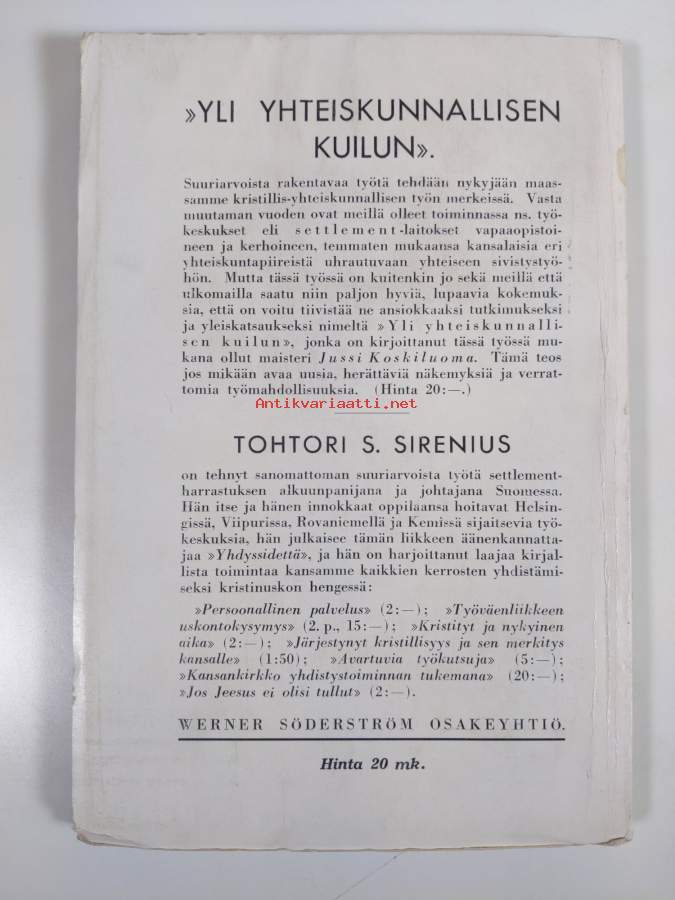 »YLI YHTEISKUNNALLISEN
KUILUN».
Suuriarvoista rakentavaa työtä tehdään nykyjään maas-
samme kristillis-yhteiskunnallisen työn merkeissä. Vasta
muutaman vuoden ovat meillä olleet toiminnassa ns. työ-
keskukset eli settlement-laitokset vapaaopistoi-
neen ja kerhoineen, temmaten mukaansa kansalaisia eri
yhteiskuntapiireistä uhrautuvaan yhteiseen sivistystyö-
hön. Mutta tässä työssä on kuitenkin jo sekä meillä että
ulkomailla saatu niin paljon hyviä, lupaavia kokemuk-
sia, että on voitu tiivistää ne ansiokkaaksi tutkimukseksi
ja yleiskatsaukseksi nimeltä »Yli yhteiskunnalli-
sen kuilun», jonka on kirjoittanut tässä työssä mu-
kana ollut maisteri Jussi Koskiluoma. Tämä teos
jos mikään avaa uusia, herättäviä näkemyksiä ja verrat-
tomia työmahdollisuuksia. (Hinta 20:—.)
Antikvariaatti.net
TOHTORI S. SIRENIUS
on tehnyt sanomattoman suuriarvoista työtä settlement-
harrastuksen alkuunpanijana ja johtajana Suomessa.
Hän itse ja hänen innokkaat oppilaansa hoitavat Helsin-
gissä, Viipurissa, Rovaniemellä ja Kemissä sijaitsevia työ-
keskuksia, hän julkaisee tämän liikkeen äänenkannatta-
jaa »Yhdyssidettä», ja hän on harjoittanut laajaa kirjal-
lista toimintaa kansamme kaikkien kerrosten yhdistämi-
seksi kristinuskon hengessä:
»Persoonallinen palvelus» (2:—); »Työväenliikkeen
uskontokysymys» (2. p., 15:—); »Kristityt ja nykyinen
aika» (2:—); »Järjestynyt kristillisyys ja sen merkitys
kansalle» (1:50); »Avartuvia työkutsuja» (5:—);
»Kansankirkko yhdistystoiminnan tukemana» (20:—);
»Jos Jeesus ei olisi tullut» (2:—).
WERNER SÖDERSTRÖM OSAKEYHTIÖ.
Hinta 20 mk.